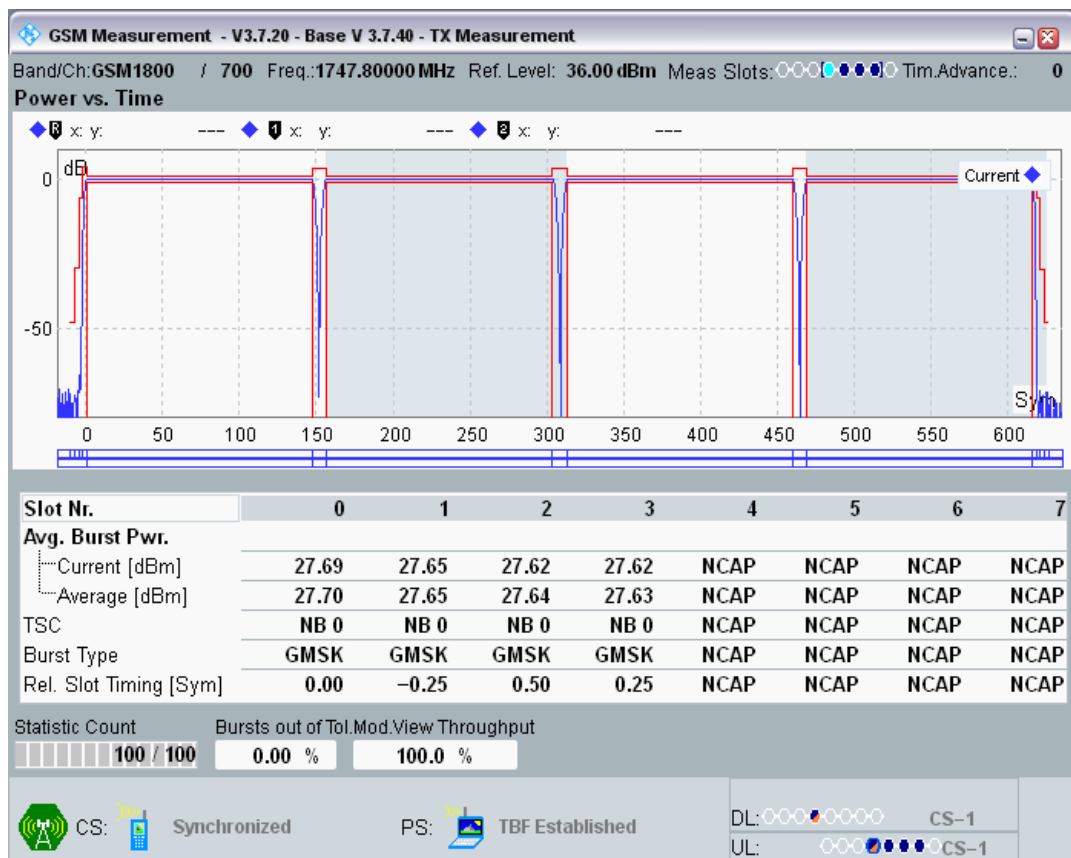 GSM Measurement - V3.7.20 - Base V 3.7.40 - TX Measurement
Band/Ch:GSM1800 / 700 Freq.:1747.80000 MHz Ref. Level: 36.00 dBm Meas Slots: Tim.Advance.: 0
Power vs. Time
R x: y: --- 1 x: y: --- 2 x: y: ---
dB
Current
0
-50
Sym
0 50 100 150 200 250 300 350 400 450 500 550 600
Slot Nr. 0 1 2 3 4 5 6 7
Avg. Burst Pwr.
Current [dBm] 27.69 27.65 27.62 27.62 NCAP NCAP NCAP NCAP
Average [dBm] 27.70 27.65 27.64 27.63 NCAP NCAP NCAP NCAP
TSC NB 0 NB 0 NB 0 NB 0 NCAP NCAP NCAP NCAP
Burst Type GMSK GMSK GMSK GMSK NCAP NCAP NCAP NCAP
Rel. Slot Timing [Sym] 0.00 −0.25 0.50 0.25 NCAP NCAP NCAP NCAP
Statistic Count Bursts out of Tol.Mod.View Throughput
100 / 100 0.00 % 100.0 %
CS: Synchronized PS: TBF Established
DL: CS−1
UL: CS−1